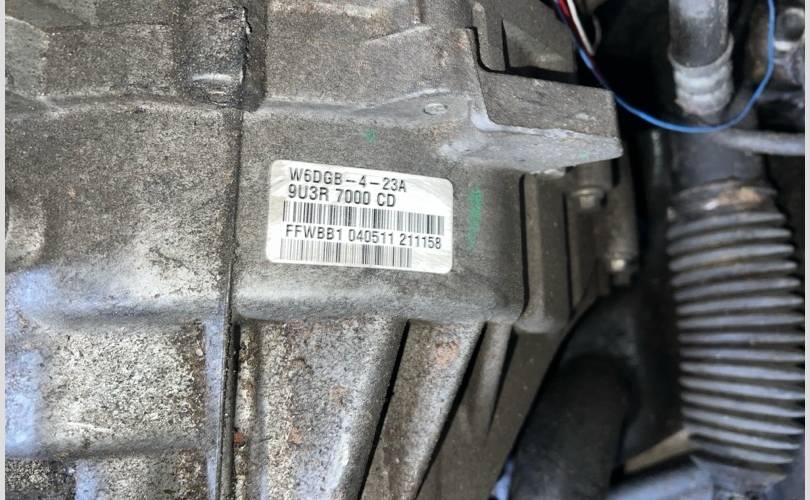 W6DGB-4-23A
9U3R 7000 CD
FFWBB1 040511 211158